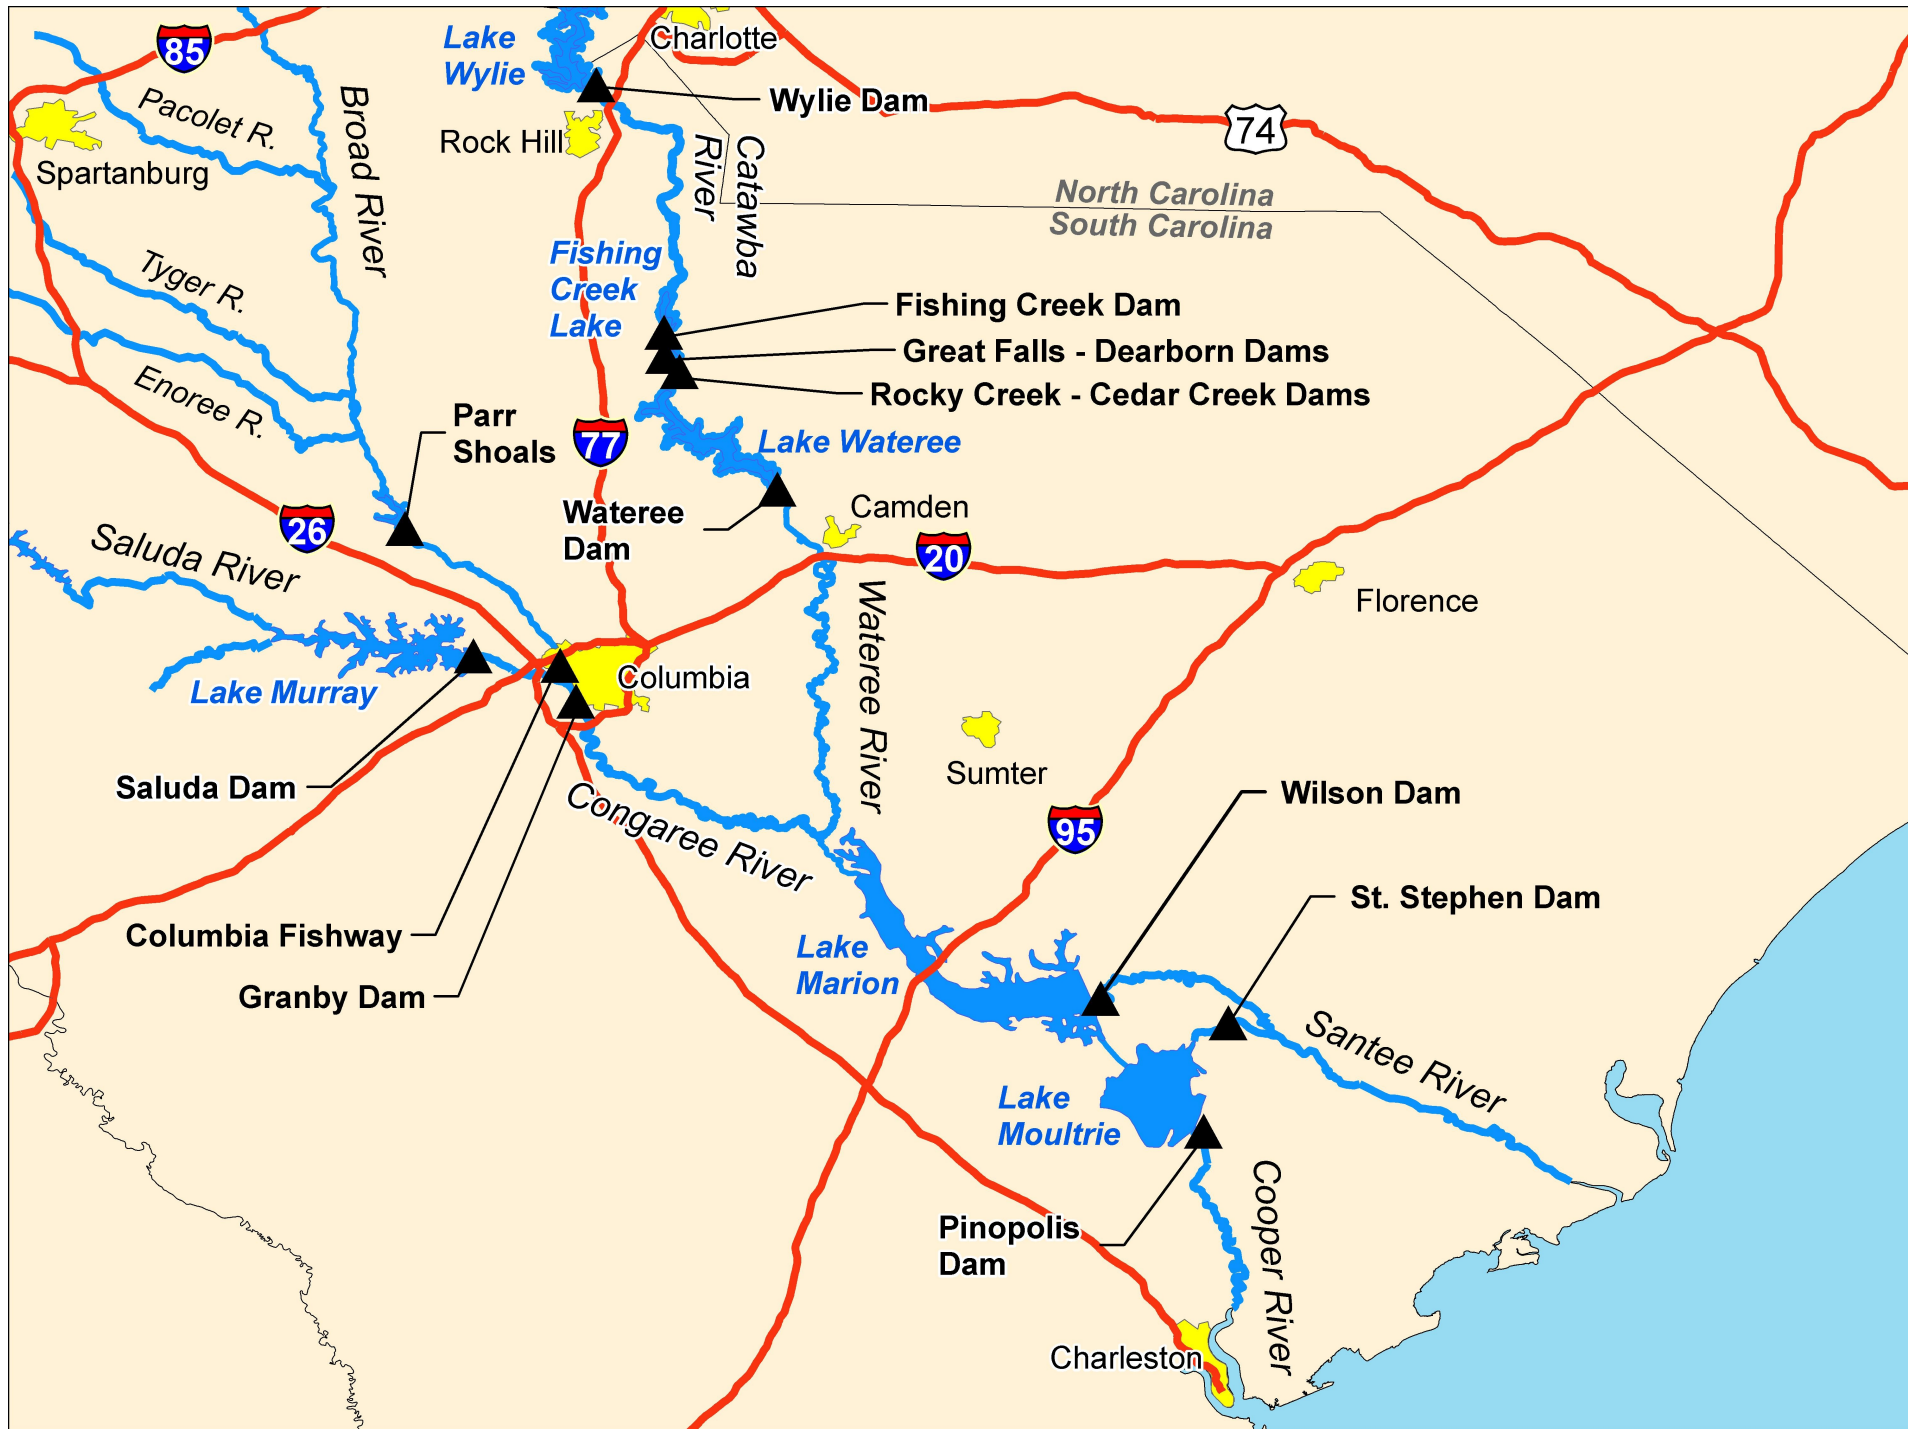 85
Lake
Wylie
Charlotte
Wylie Dam
Pacolet R.
Broad River
Rock Hill
Spartanburg
74
Catawba
River
North Carolina
South Carolina
Tyger R.
Fishing
Creek
Lake
Fishing Creek Dam
Great Falls - Dearborn Dams
Rocky Creek - Cedar Creek Dams
Enoree R.
Parr
Shoals
77
Lake Wateree
26
Wateree
Dam
Camden
20
Saluda River
Florence
Wateree River
Lake Murray
Columbia
Sumter
Saluda Dam
Congaree River
95
Wilson Dam
St. Stephen Dam
Columbia Fishway
Granby Dam
Lake
Marion
Santee River
Lake
Moultrie
Pinopolis
Dam
Cooper River
Charleston